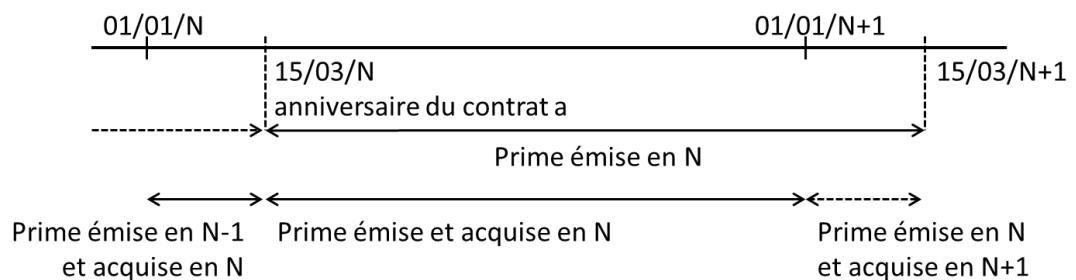 01/01/N
01/01/N+1
15/03/N
anniversaire du contrat a
15/03/N+1
Prime émise en N
Prime émise en N-1
et acquise en N
Prime émise et acquise en N
Prime émise en N
et acquise en N+1